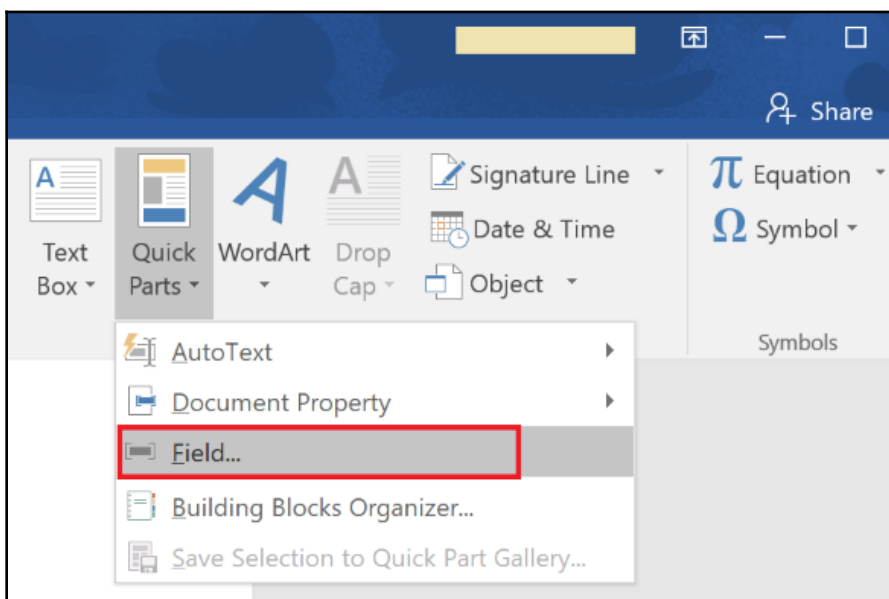 Share
A
Text
Box
Quick
Parts
A
WordArt
A
Drop
Cap
Signature Line
Date & Time
Object
π Equation
Ω Symbol
Symbols
AutoText
Document Property
Field...
Building Blocks Organizer...
Save Selection to Quick Part Gallery...